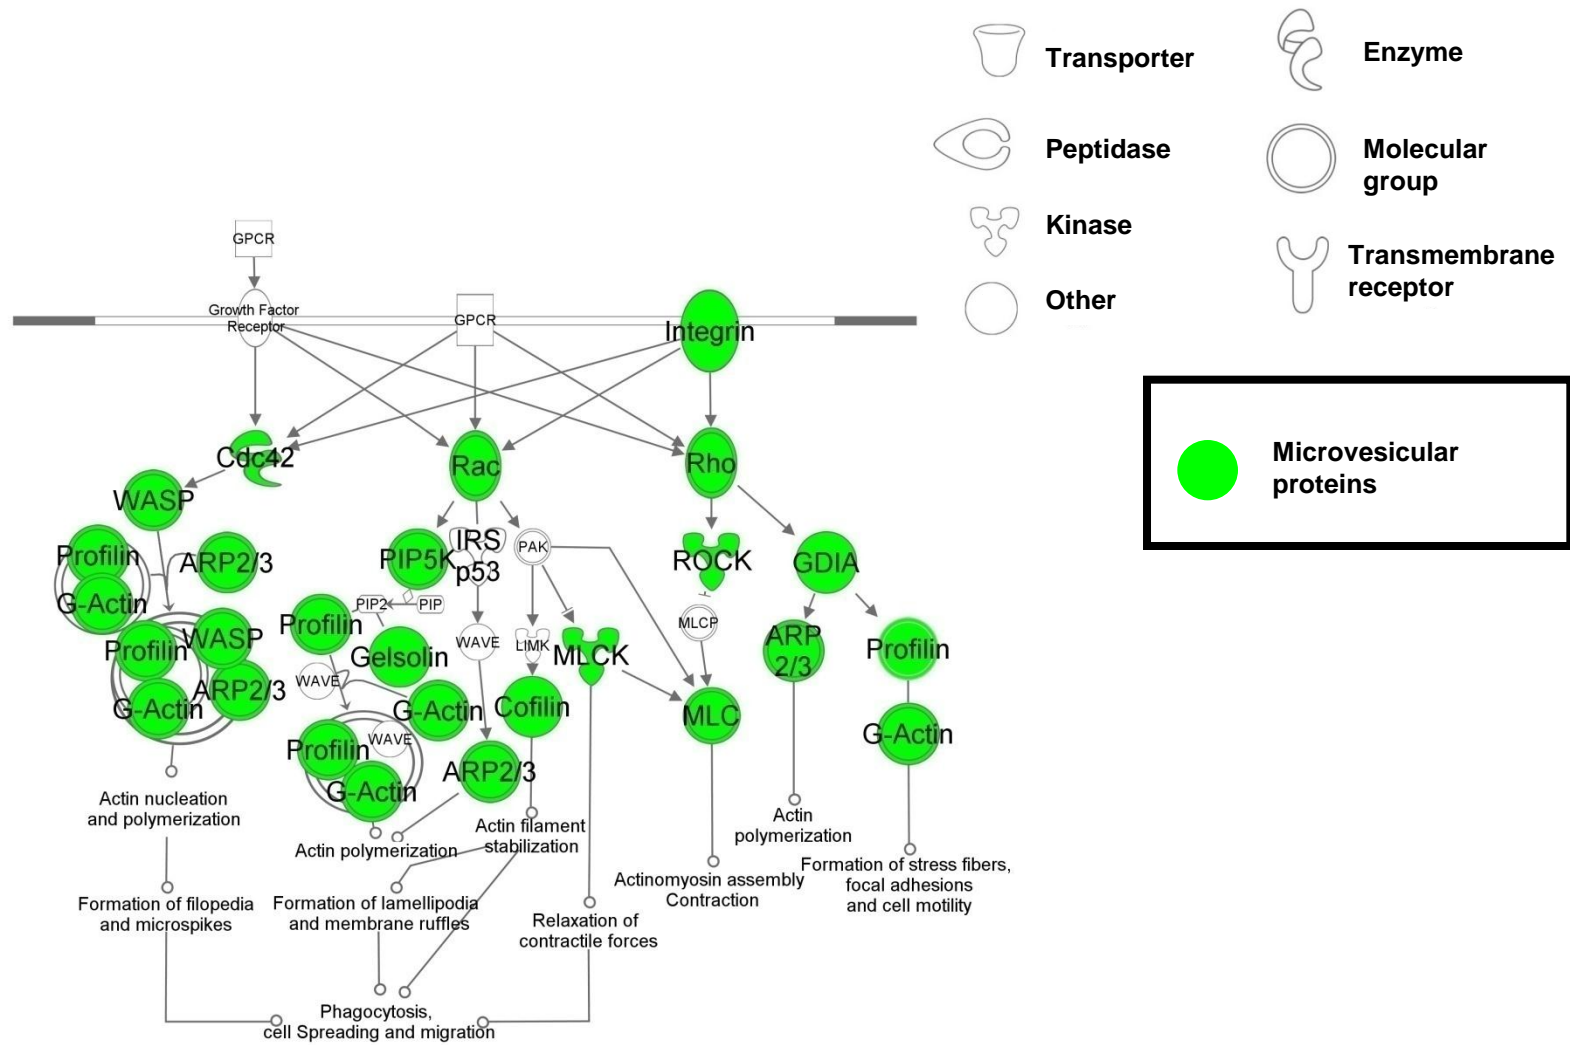 Transporter
Enzyme
Peptidase
Molecular
group
Kinase
Transmembrane
receptor
Other
Microvesicular
proteins
GPCR
Growth Factor
Receptor
GPCR
Integrin
Cdc42
Rac
Rho
WASP
Profilin
ARP2/3
G-Actin
PIP5K
IRS
p53
PAK
ROCK
GDIA
Profilin
WASP
G-Actin
ARP2/3
Profilin
PIP2
PIP
Gelsolin
WAVE
LIMK
MLCK
MLCP
ARP
2/3
Profilin
WAVE
G-Actin
Cofilin
MLC
G-Actin
Profilin
WAVE
G-Actin
ARP2/3
Actin nucleation
and polymerization
Actin polymerization
Actin filament
stabilization
Actin
polymerization
Formation of filopedia
and microspikes
Formation of lamellipodia
and membrane ruffles
Relaxation of
contractile forces
Actinomyosin assembly
Contraction
Formation of stress fibers,
focal adhesions
and cell motility
Phagocytosis,
cell Spreading and migration